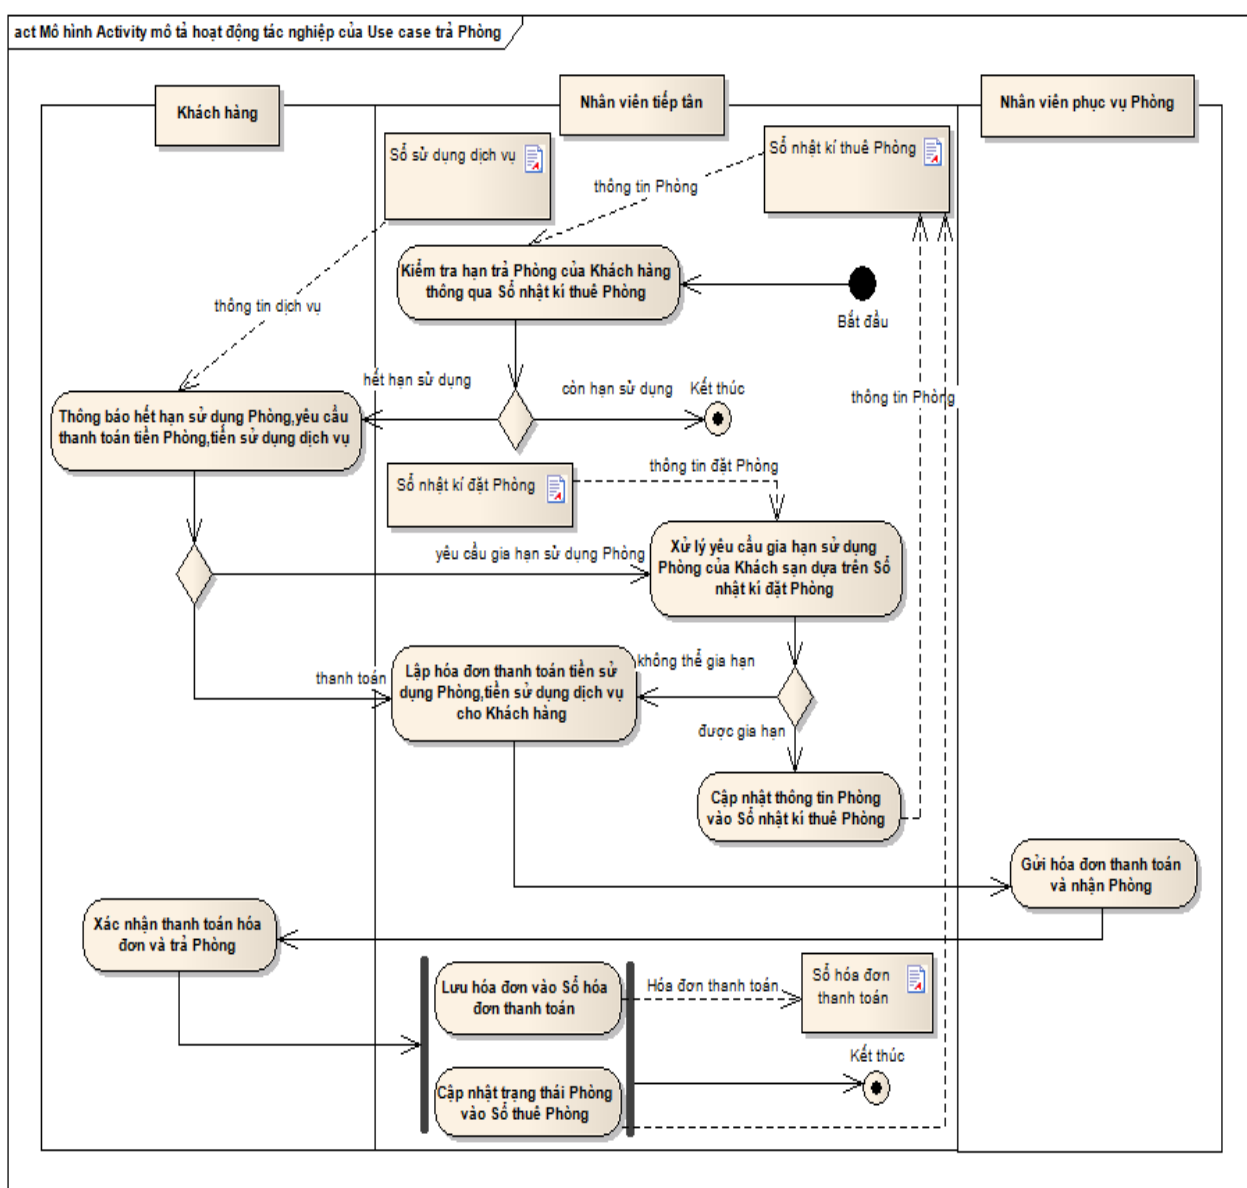 act Mô hình Activity mô tả hoạt động tác nghiệp của Use case trả Phòng
Khách hàng
Nhân viên tiếp tân
Nhân viên phục vụ Phòng
Sổ sử dụng dịch vụ
Sổ nhật kí thuê Phòng
thông tin Phòng
Kiểm tra hạn trả Phòng của Khách hàng
thông qua Sổ nhật kí thuê Phòng
thông tin dịch vụ
Bắt đầu
hết hạn sử dụng
còn hạn sử dụng
Kết thúc
thông tin Phòng
Thông báo hết hạn sử dụng Phòng,yêu cầu
thanh toán tiền Phòng,tiền sử dụng dịch vụ
Sổ nhật kí đặt Phòng
thông tin đặt Phòng
yêu cầu gia hạn sử dụng Phòng
Xử lý yêu cầu gia hạn sử dụng
Phòng của Khách sạn dựa trên Sổ
nhật kí đặt Phòng
thanh toán
Lập hóa đơn thanh toán tiền sử
dụng Phòng,tiền sử dụng dịch vụ
cho Khách hàng
không thể gia hạn
được gia hạn
Cập nhật thông tin Phòng
vào Sổ nhật kí thuê Phòng
Gửi hóa đơn thanh toán
và nhận Phòng
Xác nhận thanh toán hóa
đơn và trả Phòng
Lưu hóa đơn vào Sổ hóa
đơn thanh toán
Hóa đơn thanh toán
Sổ hóa đơn
thanh toán
Kết thúc
Cập nhật trạng thái Phòng
vào Sổ thuê Phòng